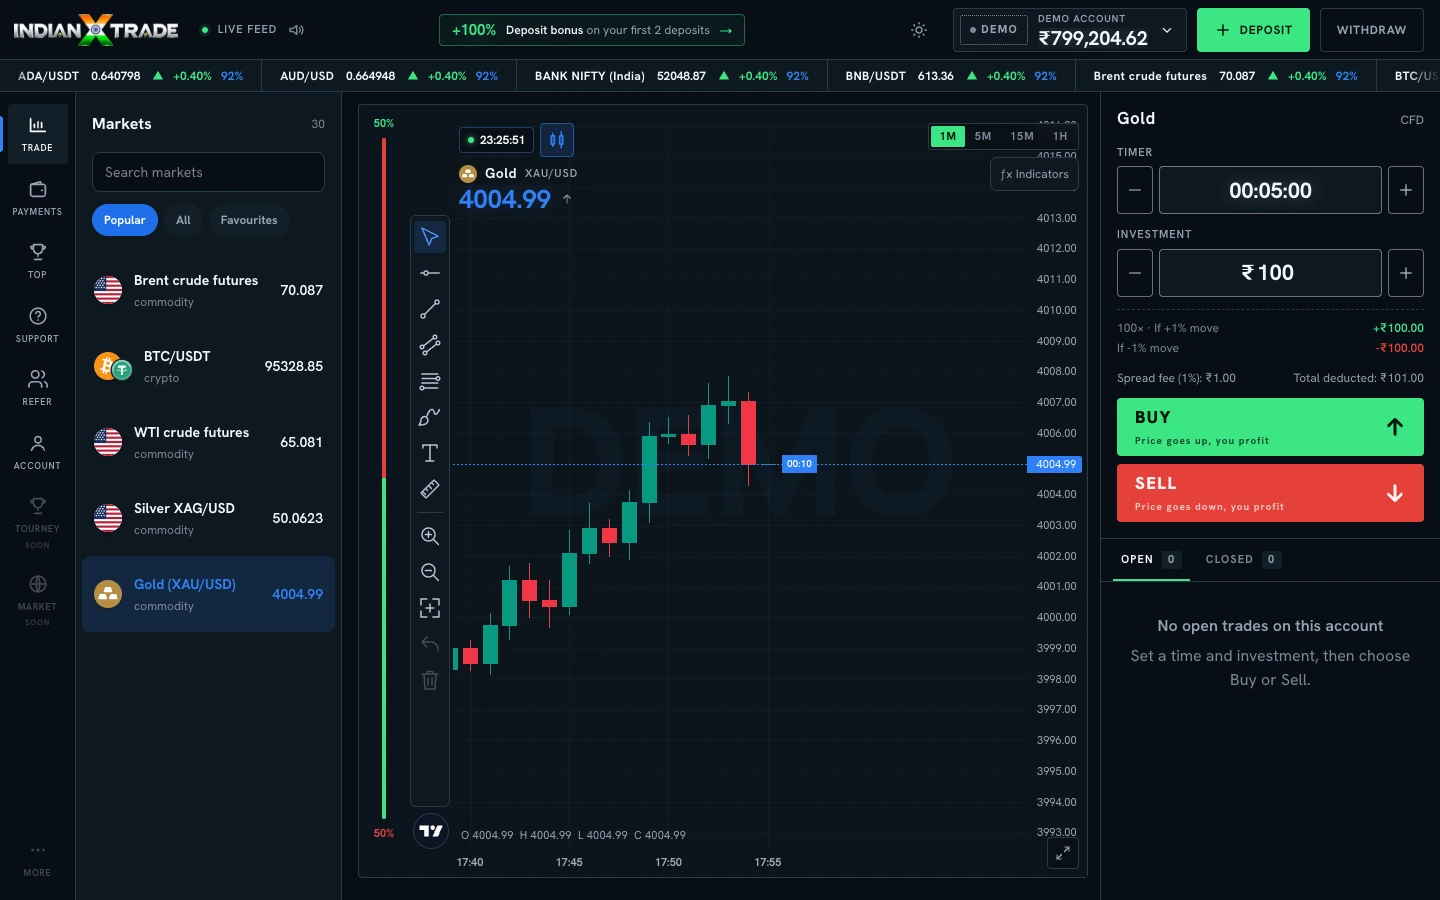 INDIAN X TRADE
LIVE FEED
+100% Deposit bonus on your first 2 deposits →
DEMO
DEMO ACCOUNT
₹799,204.62
+ DEPOSIT
WITHDRAW
ADA/USDT 0.640798 ▲ +0.40% 92%
AUD/USD 0.664948 ▲ +0.40% 92%
BANK NIFTY (India) 52048.87 ▲ +0.40% 92%
BNB/USDT 613.36 ▲ +0.40% 92%
Brent crude futures 70.087 ▲ +0.40% 92%
BTC/US
TRADE
PAYMENTS
TOP
SUPPORT
REFER
ACCOUNT
TOURNEY
SOON
MARKET
SOON
MORE
Markets 30
Search markets
Popular All Favourites
Brent crude futures 70.087
commodity
BTC/USDT 95328.85
crypto
WTI crude futures 65.081
commodity
Silver XAG/USD 50.0623
commodity
Gold (XAU/USD) 4004.99
commodity
50%
50%
23:25:51
1M 5M 15M 1H
Gold XAU/USD
4004.99 ↑
ƒx Indicators
DEMO
4015.00
4013.00
4012.00
4011.00
4010.00
4009.00
4008.00
4007.00
4006.00
00:10 4004.99
4004.00
4003.00
4002.00
4001.00
4000.00
3999.00
3998.00
3997.00
3996.00
3995.00
3994.00
3993.00
O 4004.99 H 4004.99 L 4004.99 C 4004.99
17:40 17:45 17:50 17:55
Gold CFD
TIMER
− 00:05:00 +
INVESTMENT
− ₹ 100 +
100× · If +1% move +₹100.00
If -1% move -₹100.00
Spread fee (1%): ₹1.00 Total deducted: ₹101.00
BUY
Price goes up, you profit
SELL
Price goes down, you profit
OPEN 0 CLOSED 0
No open trades on this account
Set a time and investment, then choose
Buy or Sell.